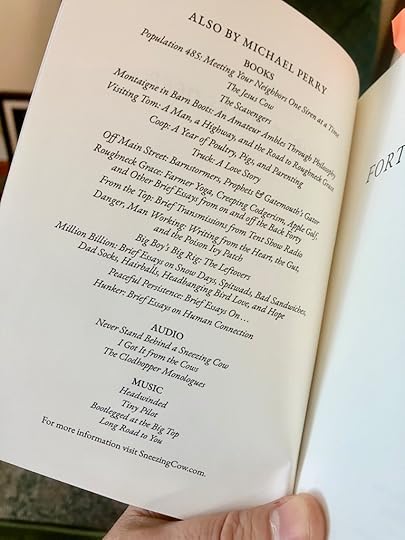 ALSO BY MICHAEL PERRY
BOOKS
Population 485: Meeting Your Neighbors One Siren at a Time
The Jesus Cow
The Scavengers
Montaigne in Barn Boots: An Amateur Ambles Through Philosophy
Visiting Tom: A Man, a Highway, and the Road to Roughneck Grace
Coop: A Year of Poultry, Pigs, and Parenting
Truck: A Love Story
Off Main Street: Barnstormers, Prophets & Gatemouth's Gator
Roughneck Grace: Farmer Yoga, Creeping Codgerism, Apple Golf,
and Other Brief Essays from on and off the Back Forty
From the Top: Brief Transmissions from Tent Show Radio
Danger, Man Working: Writing from the Heart, the Gut,
and the Poison Ivy Patch
Big Boy's Big Rig: The Leftovers
Million Billion: Brief Essays on Snow Days, Spitwads, Bad Sandwiches,
Dad Socks, Hairballs, Headbanging Bird Love, and Hope
Peaceful Persistence: Brief Essays On…
Hunker: Brief Essays on Human Connection
AUDIO
Never Stand Behind a Sneezing Cow
I Got It from the Cows
The Clodhopper Monologues
MUSIC
Headwinded
Tiny Pilot
Bootlegged at the Big Top
Long Road to You
For more information visit SneezingCow.com.
FORT